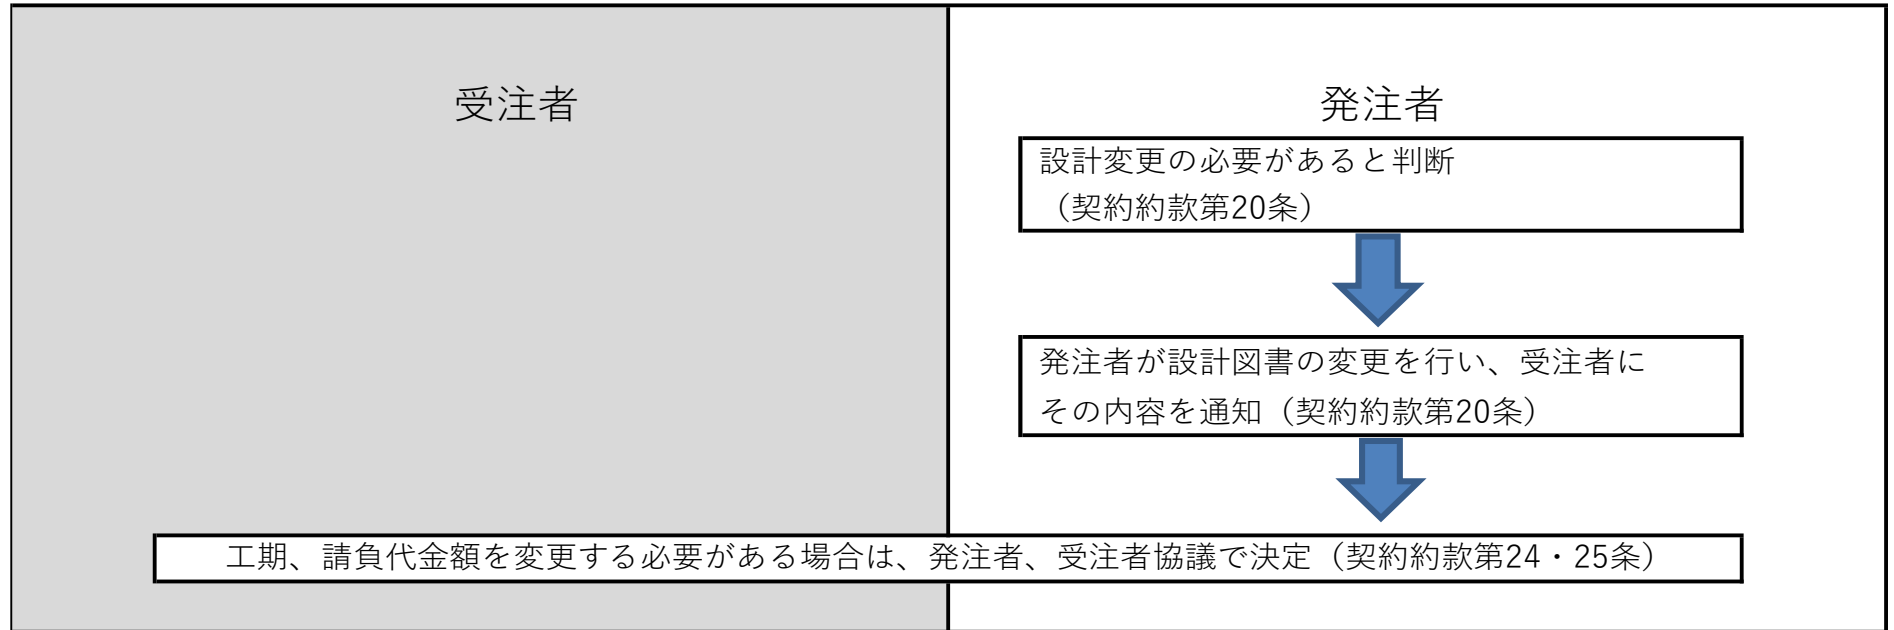 受注者
発注者
設計変更の必要があると判断
（契約約款第20条）
発注者が設計図書の変更を行い、受注者に
その内容を通知（契約約款第20条）
工期、請負代金額を変更する必要がある場合は、発注者、受注者協議で決定（契約約款第24・25条）